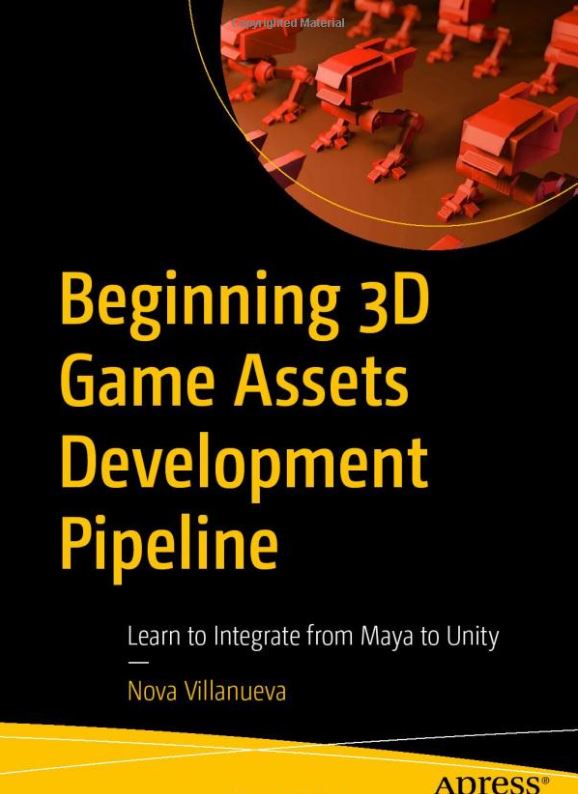 Copyrighted Material
Beginning 3D
Game Assets
Development
Pipeline
Learn to Integrate from Maya to Unity
Nova Villanueva
Apress®